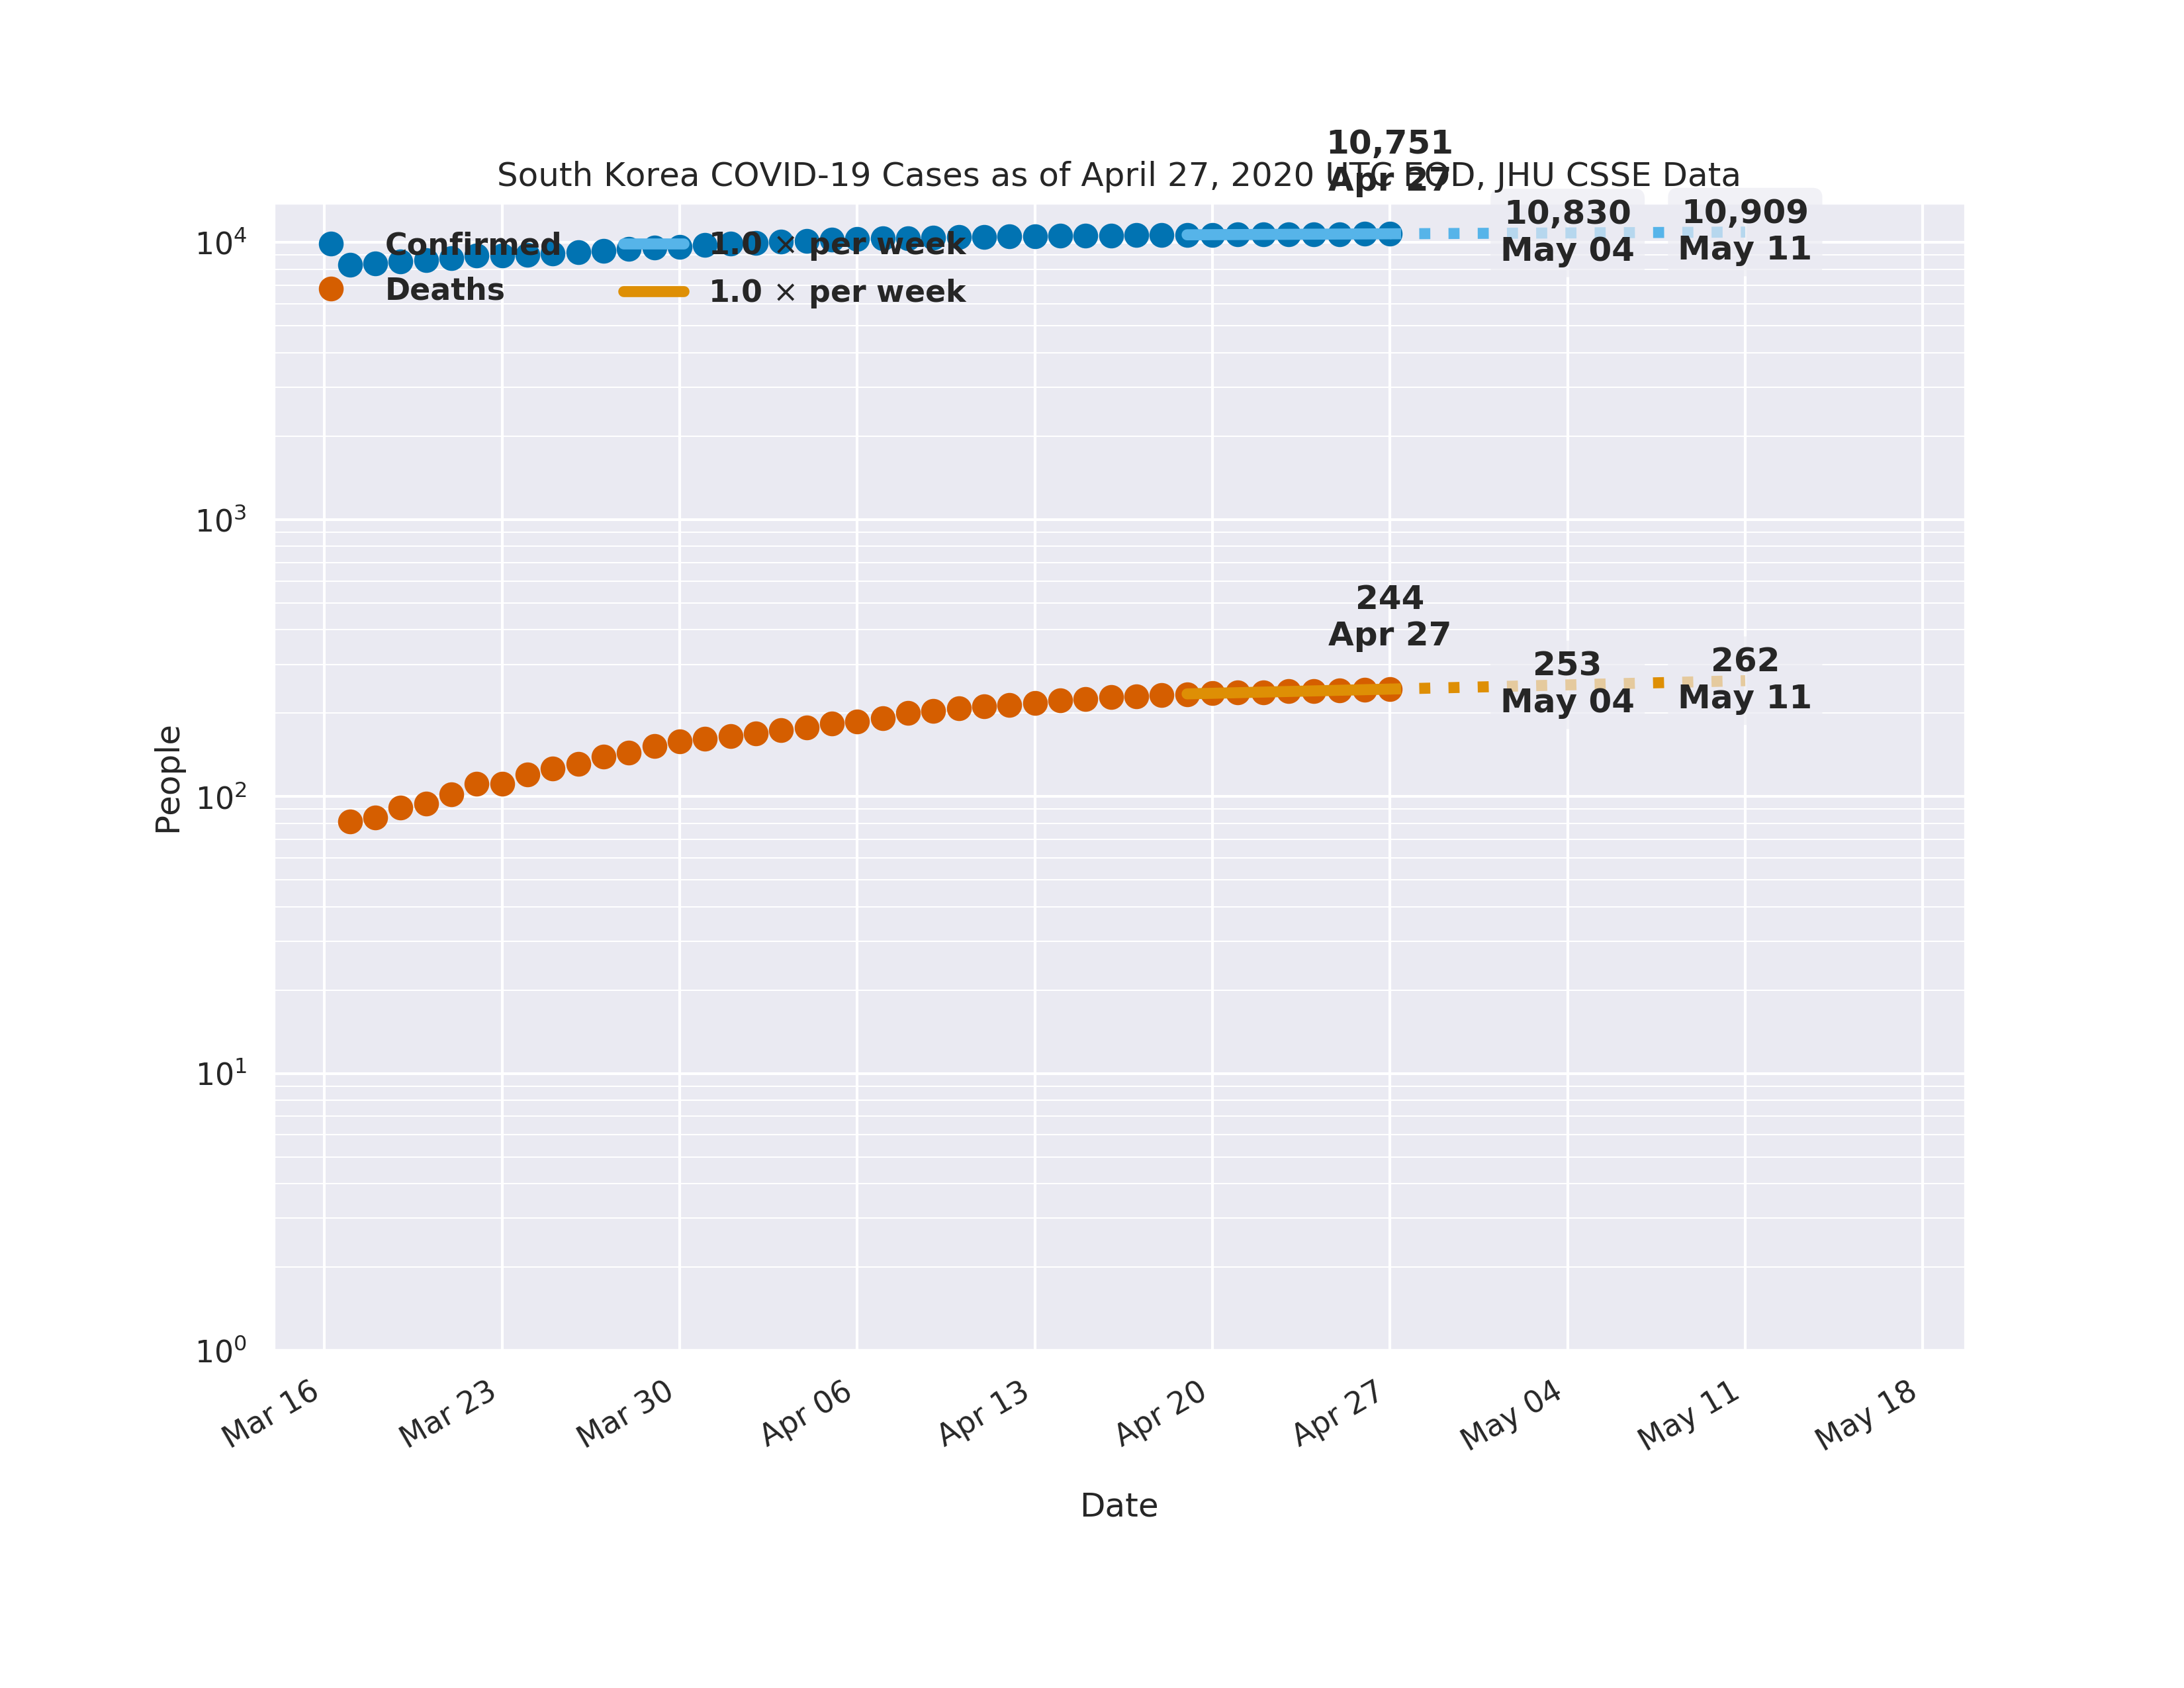 10,751
Apr 27
South Korea COVID-19 Cases as of April 27, 2020 UTC EOD, JHU CSSE Data
10,830
May 04
10,909
May 11
Confirmed
1.0 × per week
Deaths
1.0 × per week
244
Apr 27
253
May 04
262
May 11
People
10⁴
10³
10²
10¹
10⁰
Mar 16
Mar 23
Mar 30
Apr 06
Apr 13
Apr 20
Apr 27
May 04
May 11
May 18
Date